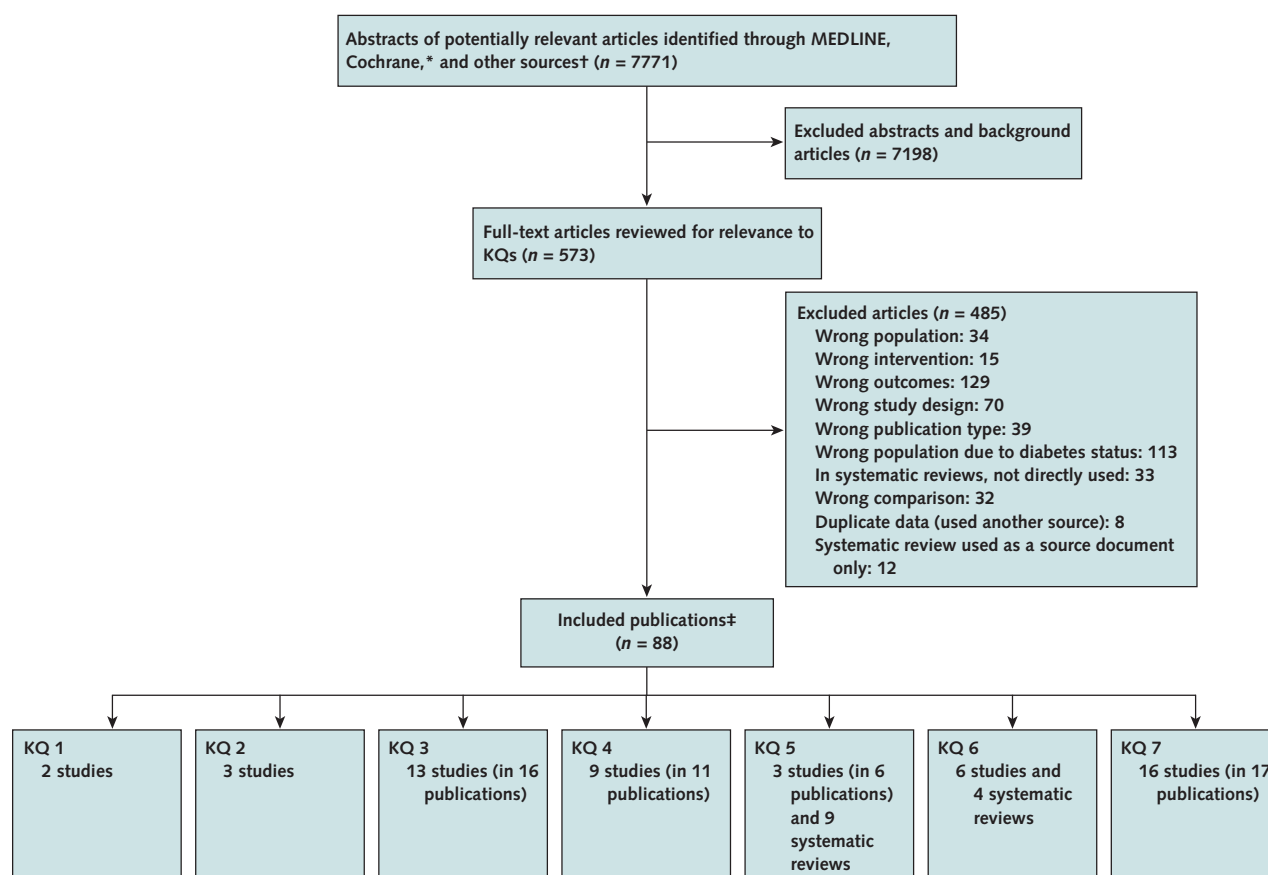 Abstracts of potentially relevant articles identified through MEDLINE,
Cochrane,* and other sources† (n = 7771)
Excluded abstracts and background
articles (n = 7198)
Full-text articles reviewed for relevance to
KQs (n = 573)
Excluded articles (n = 485)
Wrong population: 34
Wrong intervention: 15
Wrong outcomes: 129
Wrong study design: 70
Wrong publication type: 39
Wrong population due to diabetes status: 113
In systematic reviews, not directly used: 33
Wrong comparison: 32
Duplicate data (used another source): 8
Systematic review used as a source document
only: 12
Included publications‡
(n = 88)
KQ 1
2 studies
KQ 2
3 studies
KQ 3
13 studies (in 16
publications)
KQ 4
9 studies (in 11
publications)
KQ 5
3 studies (in 6
publications)
and 9
systematic
reviews
KQ 6
6 studies and
4 systematic
reviews
KQ 7
16 studies (in 17
publications)